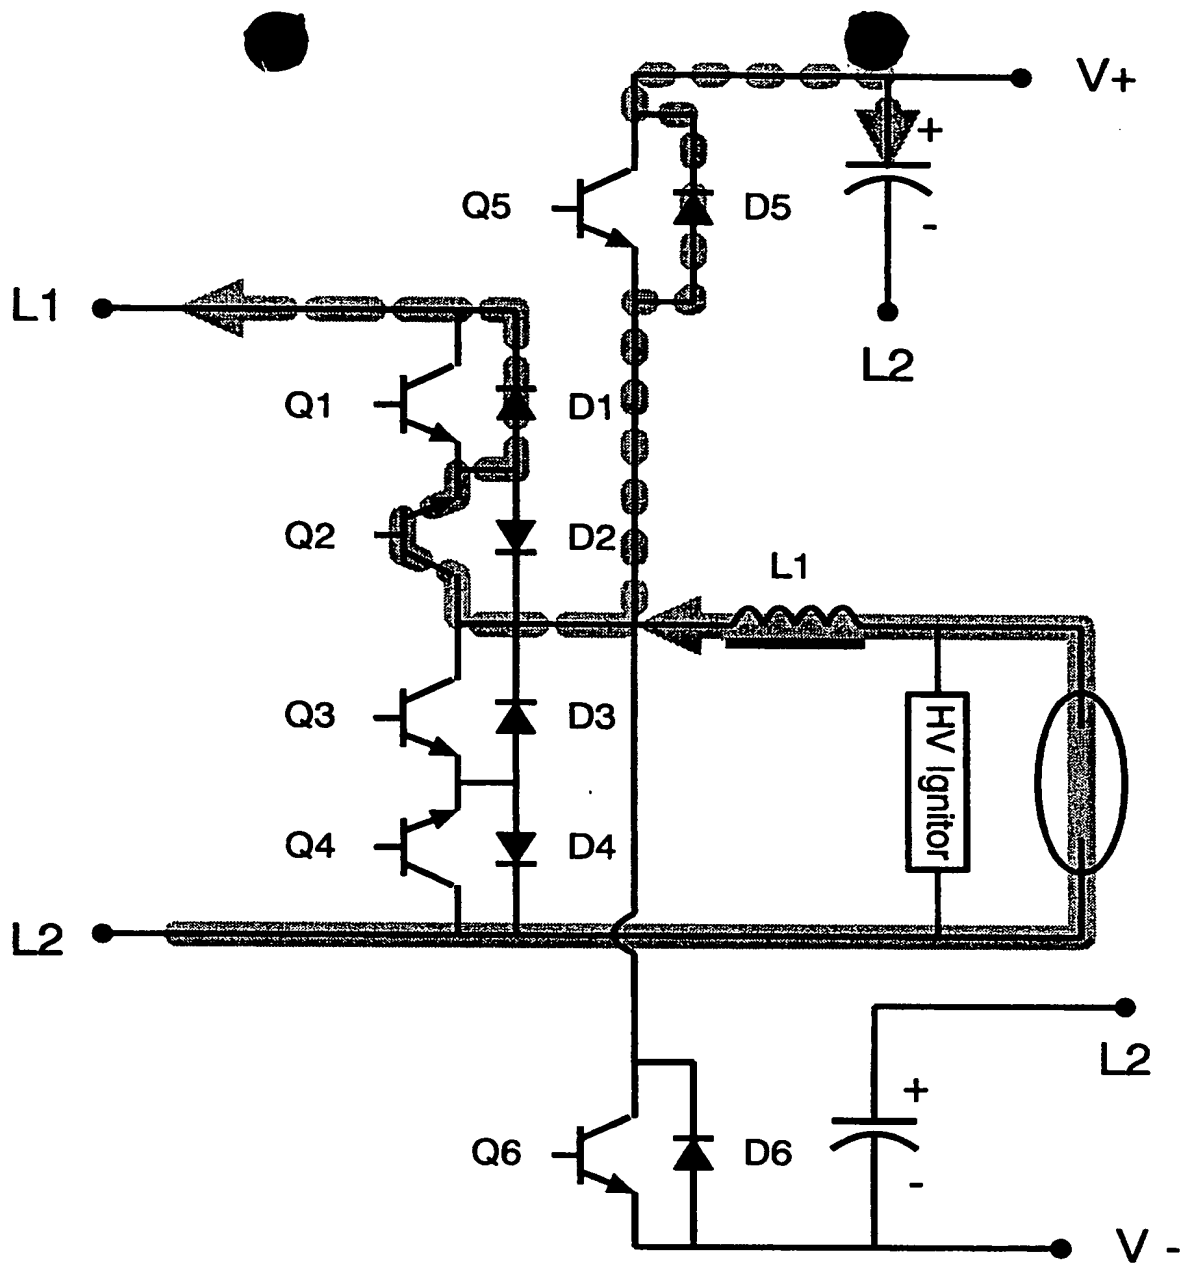 V+
+
Q5
D5
-
L1
L2
Q1
D1
Q2
D2
L1
Q3
D3
HV Ignitor
Q4
D4
L2
L2
+
Q6
D6
-
V -